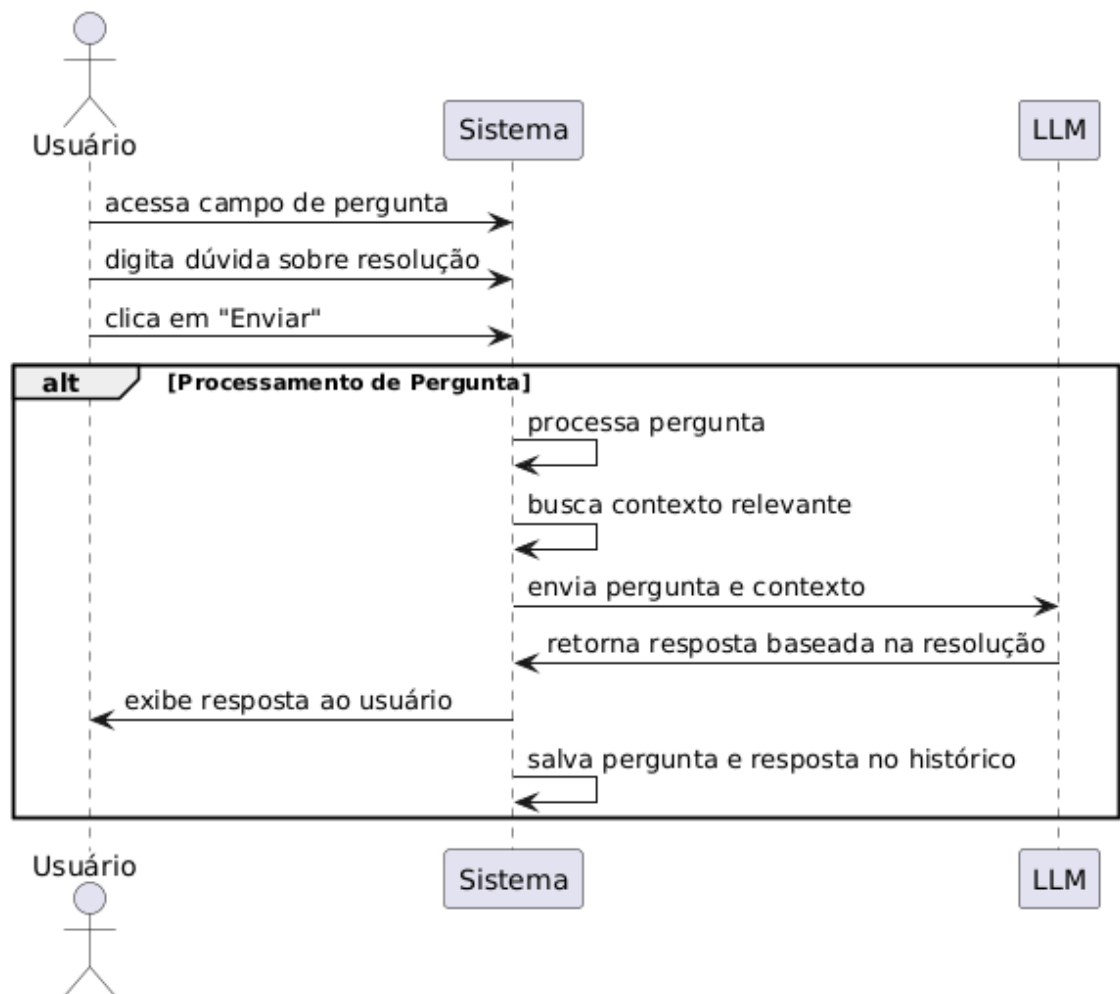 Usuário
Sistema
LLM
acessa campo de pergunta
digita dúvida sobre resolução
clica em "Enviar"
alt [Processamento de Pergunta]
processa pergunta
busca contexto relevante
envia pergunta e contexto
retorna resposta baseada na resolução
exibe resposta ao usuário
salva pergunta e resposta no histórico
Usuário
Sistema
LLM